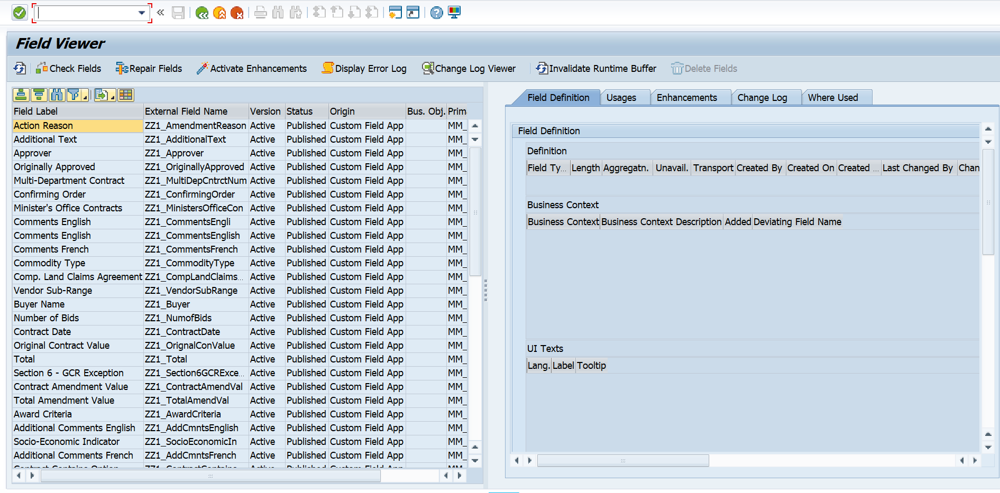 Field Viewer
Check Fields Repair Fields Activate Enhancements Display Error Log Change Log Viewer Invalidate Runtime Buffer Delete Fields
Field Label External Field Name Version Status Origin Bus. Obj. Prim
Action Reason ZZ1_AmendmentReason Active Published Custom Field App MM_
Additional Text ZZ1_AdditionalText Active Published Custom Field App MM_
Approver ZZ1_Approver Active Published Custom Field App MM_
Originally Approved ZZ1_OriginallyApproved Active Published Custom Field App MM_
Multi-Department Contract ZZ1_MultiDepCntrctNum Active Published Custom Field App MM_
Confirming Order ZZ1_ConfirmingOrder Active Published Custom Field App MM_
Minister's Office Contracts ZZ1_MinistersOfficeCon Active Published Custom Field App MM_
Comments English ZZ1_CommentsEngli Active Published Custom Field App MM_
Comments English ZZ1_CommentsEnglish Active Published Custom Field App MM_
Comments French ZZ1_CommentsFrench Active Published Custom Field App MM_
Commodity Type ZZ1_CommodityType Active Published Custom Field App MM_
Comp. Land Claims Agreement ZZ1_CompLandClaims... Active Published Custom Field App MM_
Vendor Sub-Range ZZ1_VendorSubRange Active Published Custom Field App MM_
Buyer Name ZZ1_Buyer Active Published Custom Field App MM_
Number of Bids ZZ1_NumofBids Active Published Custom Field App MM_
Contract Date ZZ1_ContractDate Active Published Custom Field App MM_
Original Contract Value ZZ1_OrignalConValue Active Published Custom Field App MM_
Total ZZ1_Total Active Published Custom Field App MM_
Section 6 - GCR Exception ZZ1_Section6GCRExce... Active Published Custom Field App MM_
Contract Amendment Value ZZ1_ContractAmendVal Active Published Custom Field App MM_
Total Amendment Value ZZ1_TotalAmendVal Active Published Custom Field App MM_
Award Criteria ZZ1_AwardCriteria Active Published Custom Field App MM_
Additional Comments English ZZ1_AddCmntsEnglish Active Published Custom Field App MM_
Socio-Economic Indicator ZZ1_SocioEconomicIn Active Published Custom Field App MM_
Additional Comments French ZZ1_AddCmntsFrench Active Published Custom Field App MM_
Field Definition Usages Enhancements Change Log Where Used
Field Definition
Definition
Field Ty... Length Aggregatn. Unavail. Transport Created By Created On Created ... Last Changed By Chan
Business Context
Business Context Business Context Description Added Deviating Field Name
UI Texts
Lang. Label Tooltip